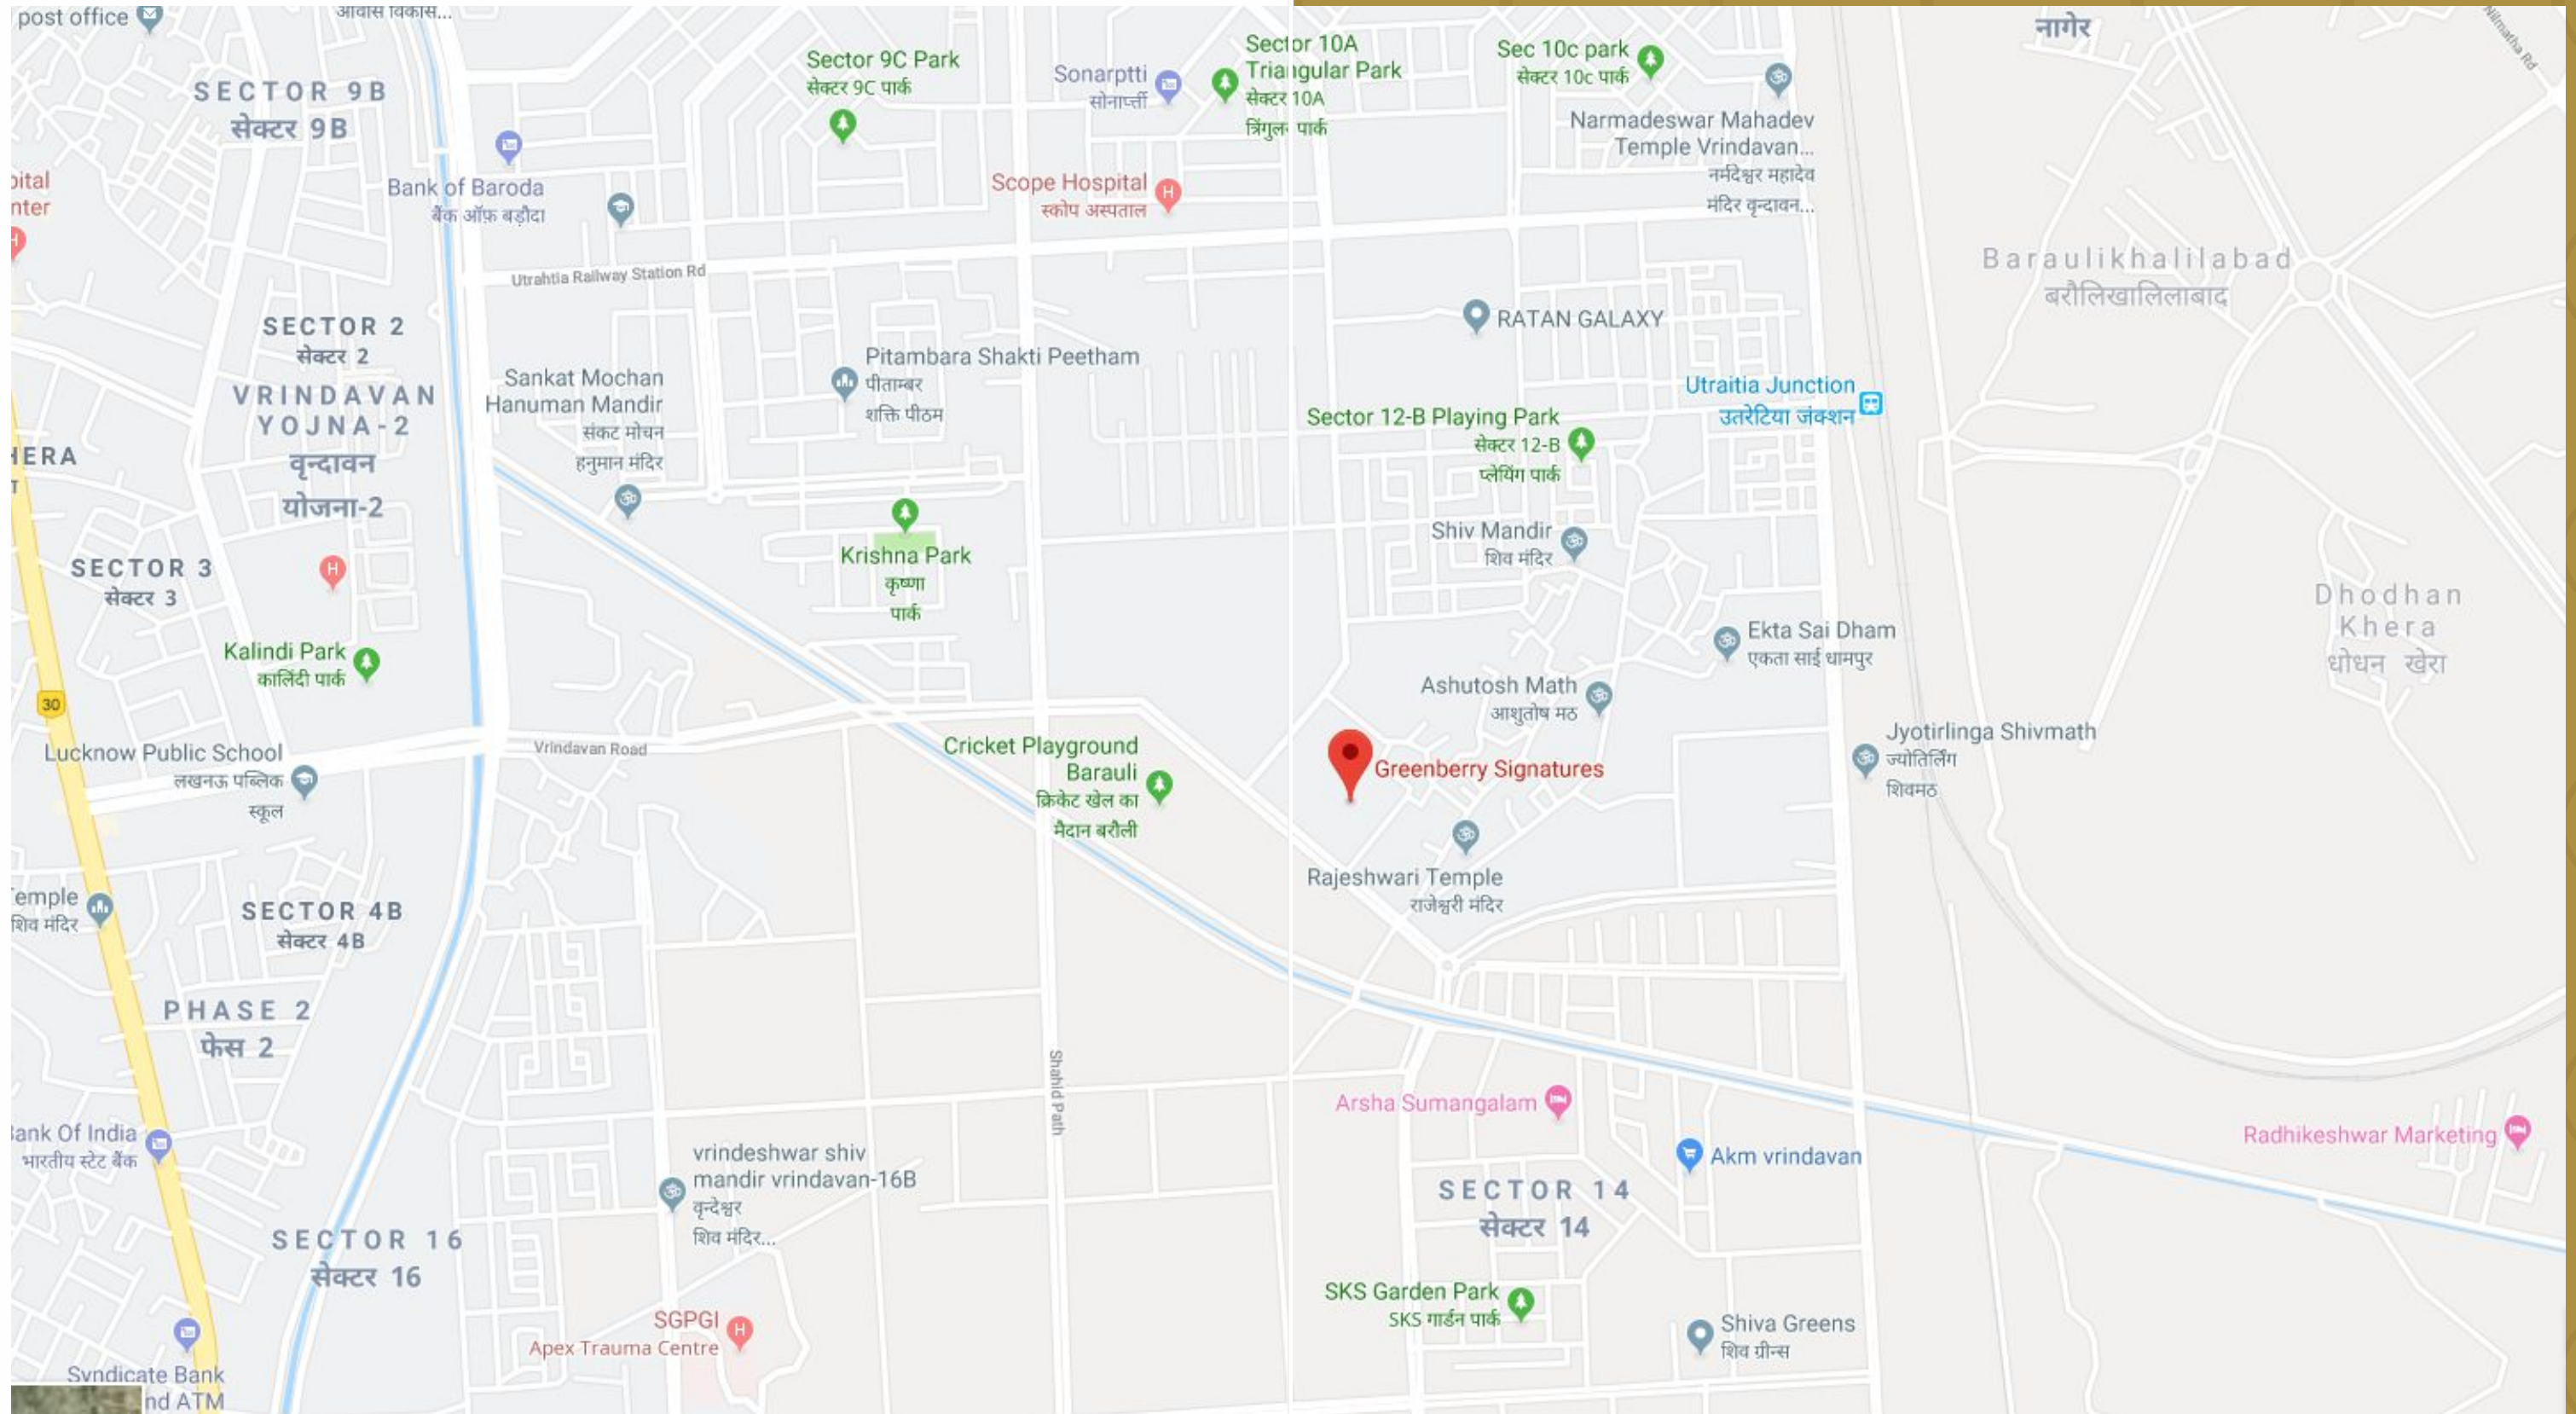 post office
आवास विकास...
SECTOR 9B
सेक्टर 9B
Sector 9C Park
सेक्टर 9C पार्क
Sonarptti
सोनार्प्त्ती
Sector 10A
Triangular Park
सेक्टर 10A
त्रिंगुलर पार्क
Sec 10c park
सेक्टर 10c पार्क
नागेर
Nilmatha Rd
Narmadeswar Mahadev
Temple Vrindavan...
नर्मदेश्वर महादेव
मंदिर वृन्दावन...
Bank of Baroda
बैंक ऑफ़ बड़ौदा
pital
nter
Scope Hospital
स्कोप अस्पताल
Utrahtia Railway Station Rd
Baraulikhalilabad
बरौलिखालिलाबाद
SECTOR 2
सेक्टर 2
VRINDAVAN
YOJNA-2
वृन्दावन
योजना-2
RATAN GALAXY
Pitambara Shakti Peetham
पीताम्बर
शक्ति पीठम
Sankat Mochan
Hanuman Mandir
संकट मोचन
हनुमान मंदिर
Utraitia Junction
उतरेटिया जंक्शन
Sector 12-B Playing Park
सेक्टर 12-B
प्लेयिंग पार्क
HERA
Shiv Mandir
शिव मंदिर
Krishna Park
कृष्णा
पार्क
SECTOR 3
सेक्टर 3
H
Dhodhan
Khera
धोधन खेरा
Kalindi Park
कालिंदी पार्क
Ekta Sai Dham
एकता साई धामपुर
Ashutosh Math
आशुतोष मठ
30
Lucknow Public School
लखनऊ पब्लिक
स्कूल
Vrindavan Road
Cricket Playground
Barauli
क्रिकेट खेल का
मैदान बरौली
Greenberry Signatures
Jyotirlinga Shivmath
ज्योतिर्लिंग
शिवमठ
Rajeshwari Temple
राजेश्वरी मंदिर
emple
शिव मंदिर
SECTOR 4B
सेक्टर 4B
PHASE 2
फेस 2
Shahid Path
Arsha Sumangalam
Radhikeshwar Marketing
ank Of India
भारतीय स्टेट बैंक
Akm vrindavan
vrindeshwar shiv
mandir vrindavan-16B
वृन्देश्वर
शिव मंदिर...
SECTOR 14
सेक्टर 14
SECTOR 16
सेक्टर 16
SKS Garden Park
SKS गार्डन पार्क
SGPGI
Apex Trauma Centre
Shiva Greens
शिव ग्रीन्स
Syndicate Bank
nd ATM